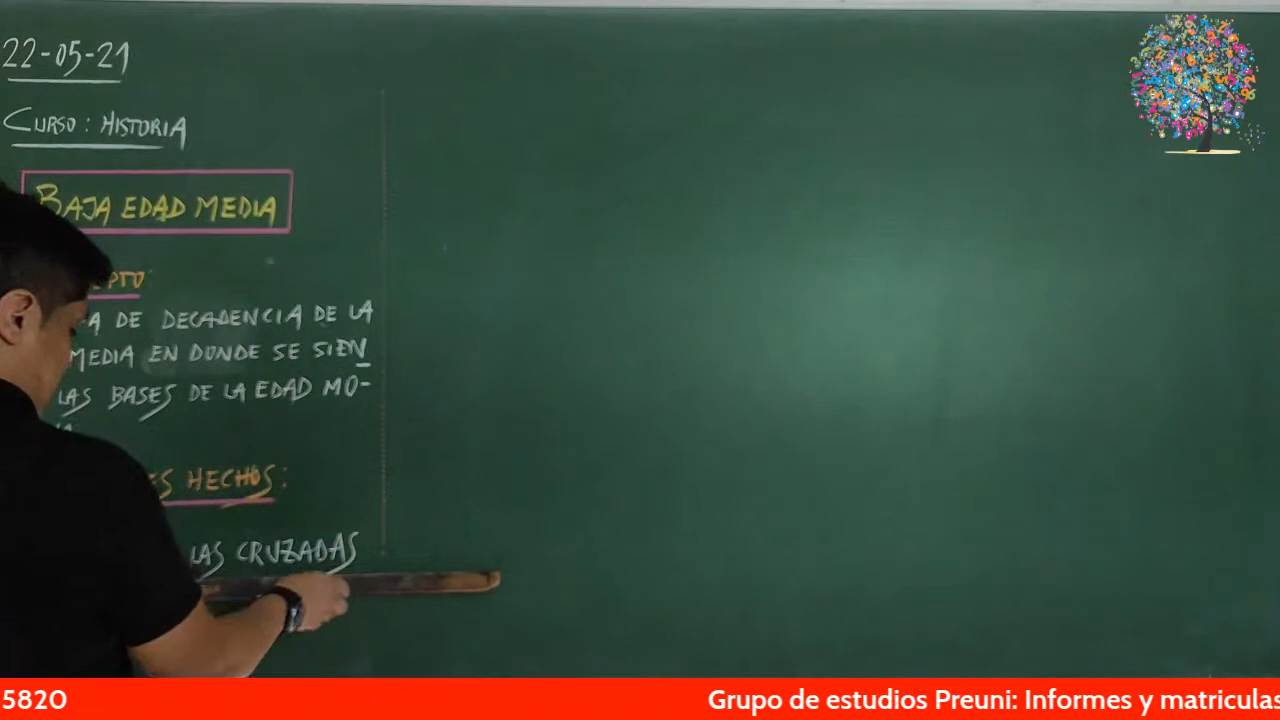 22-05-21
CURSO: HISTORIA
BAJA EDAD MEDIA
DE DECADENCIA DE LA
MEDIA EN DONDE SE SIEN
LAS BASES DE LA EDAD MO-
HECHOS:
LAS CRUZADAS
5820 Grupo de estudios Preuni: Informes y matriculas